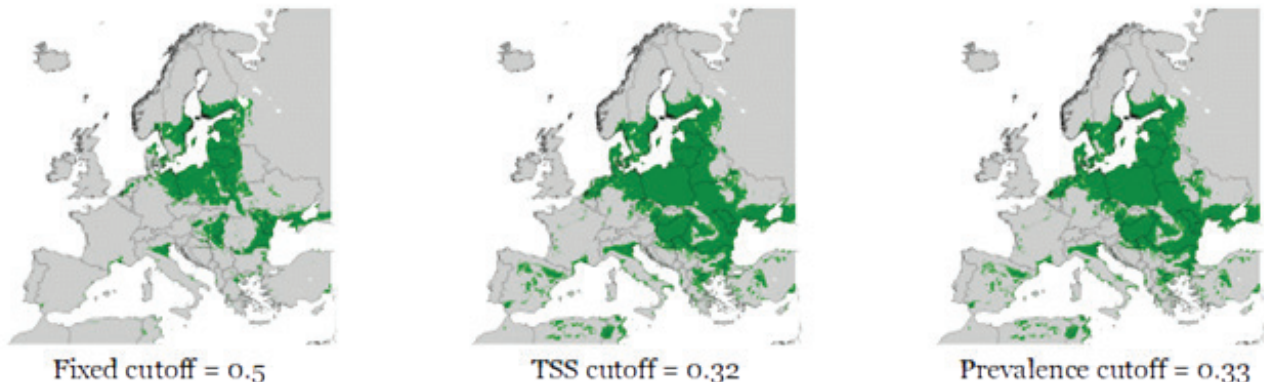 Fixed cutoff = 0.5
TSS cutoff = 0.32
Prevalence cutoff = 0.33